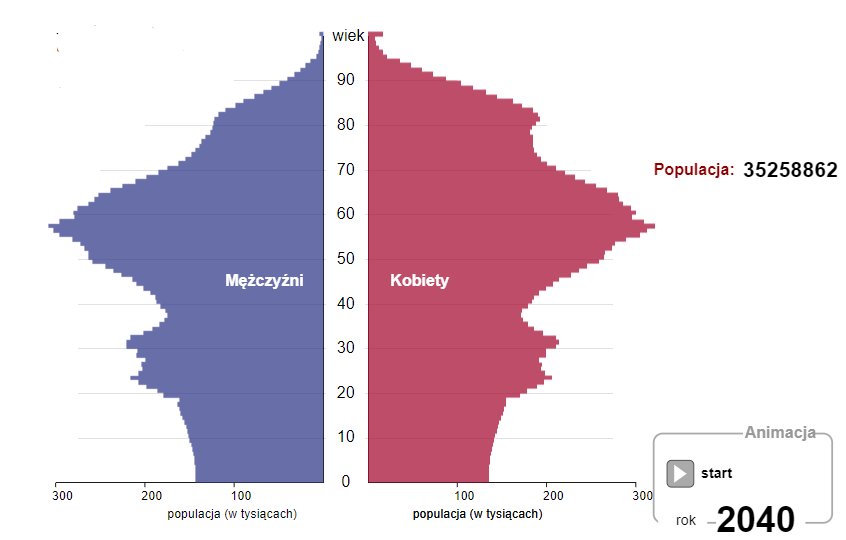 wiek
90
80
70
60
50
40
30
20
10
0
Mężczyźni
Kobiety
300 200 100
100 200 300
populacja (w tysiącach)
populacja (w tysiącach)
Populacja: 35258862
Animacja
start
rok 2040